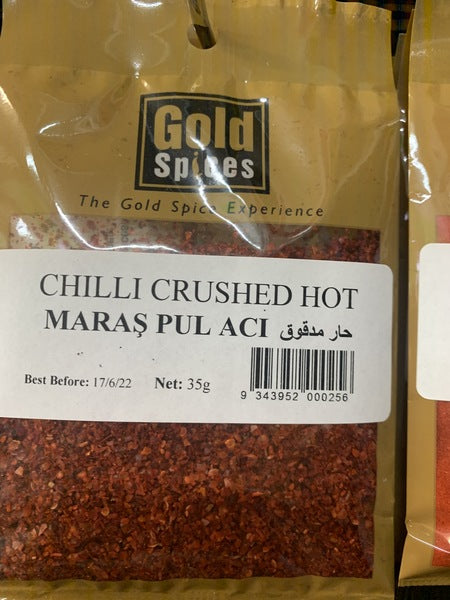 Gold
Spices
The Gold Spice Experience
CHILLI CRUSHED HOT
MARAŞ PUL ACI حار مدقوق
Best Before: 17/6/22 Net: 35g
9 343952 000256